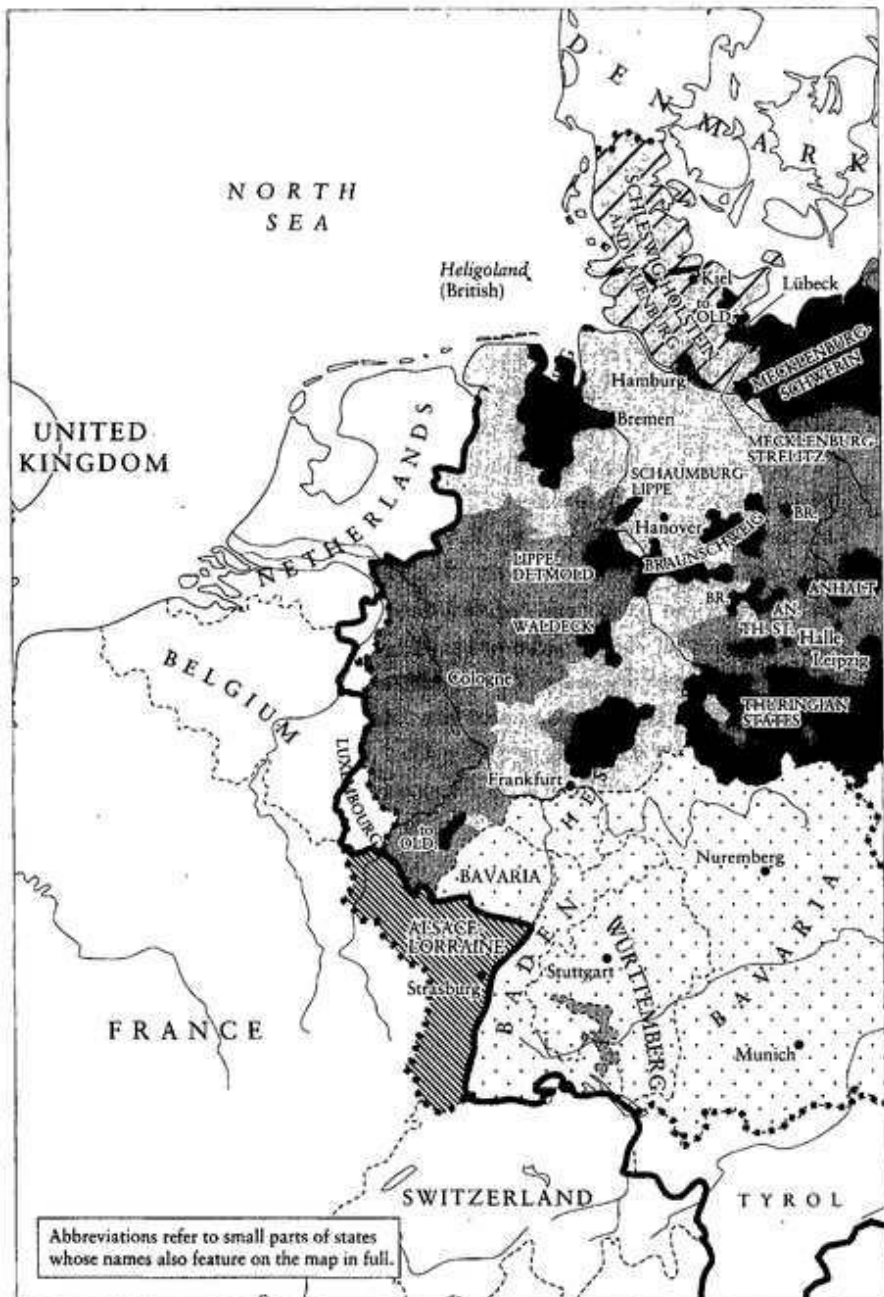 DENMARK
NORTH
SEA
Heligoland
(British)
SCHLESWIG-HOLSTEIN
AND LAUENBURG
Kiel
to
OLD.
Lübeck
MECKLENBURG-
SCHWERIN
Hamburg
Bremen
UNITED
KINGDOM
NETHERLANDS
MECKLENBURG
STRELITZ
SCHAUMBURG
LIPPE
BR.
Hanover
BRAUNSCHWEIG
LIPPE-
DETMOLD
ANHALT
BR.
AN.
WALDECK
TH. ST.
Halle
Leipzig
BELGIUM
Cologne
THURINGIAN
STATES
LUXEMBOURG
Frankfurt
HES
to
OLD.
BAVARIA
Nuremberg
ALSACE-
LORRAINE
BADEN
WÜRTTEMBERG
BAVARIA
Stuttgart
Strasburg
FRANCE
Munich
SWITZERLAND
TYROL
Abbreviations refer to small parts of states
whose names also feature on the map in full.